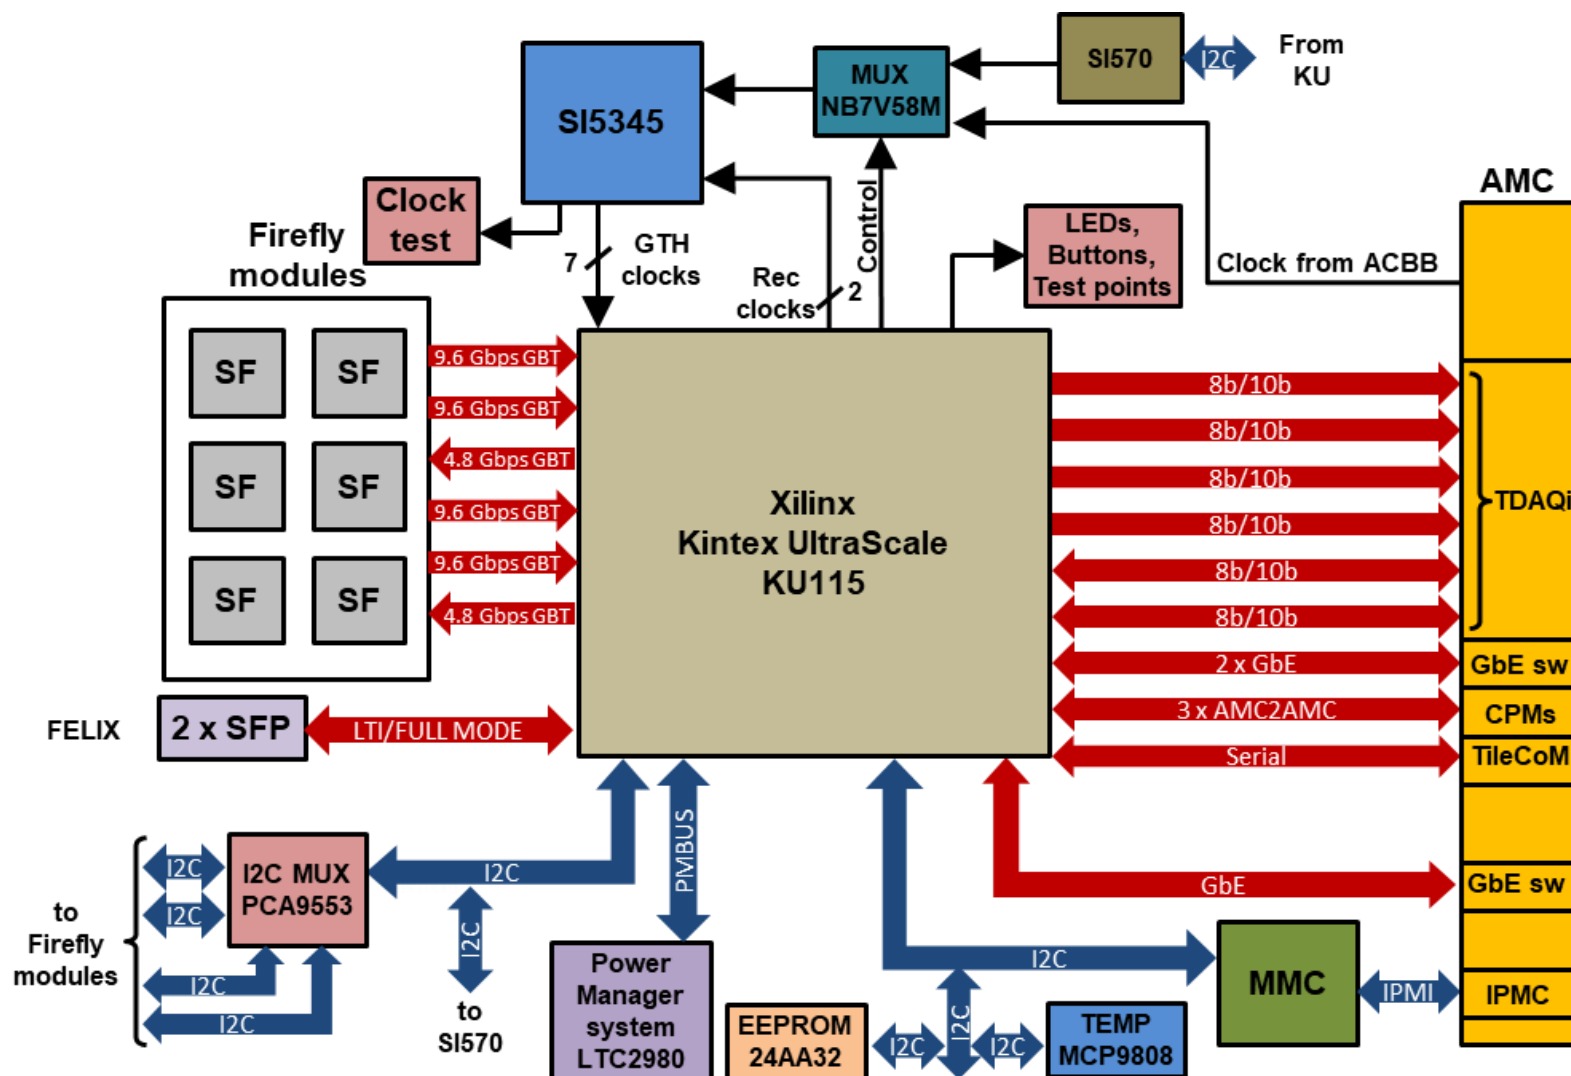 SI5345
MUX
NB7V58M
SI570
I2C
From
KU
Clock
test
7
GTH
clocks
Rec
clocks
2
Control
LEDs,
Buttons,
Test points
Clock from ACBB
AMC
Firefly
modules
SF
SF
SF
SF
SF
SF
9.6 Gbps GBT
9.6 Gbps GBT
4.8 Gbps GBT
9.6 Gbps GBT
9.6 Gbps GBT
4.8 Gbps GBT
Xilinx
Kintex UltraScale
KU115
8b/10b
8b/10b
8b/10b
8b/10b
8b/10b
8b/10b
2 x GbE
3 x AMC2AMC
Serial
TDAQi
GbE sw
CPMs
TileCoM
FELIX
2 x SFP
LTI/FULL MODE
to
Firefly
modules
I2C
I2C
I2C
I2C
I2C MUX
PCA9553
I2C
I2C
to
SI570
PMBUS
Power
Manager
system
LTC2980
GbE
GbE sw
I2C
MMC
IPMI
IPMC
EEPROM
24AA32
I2C
I2C
I2C
TEMP
MCP9808